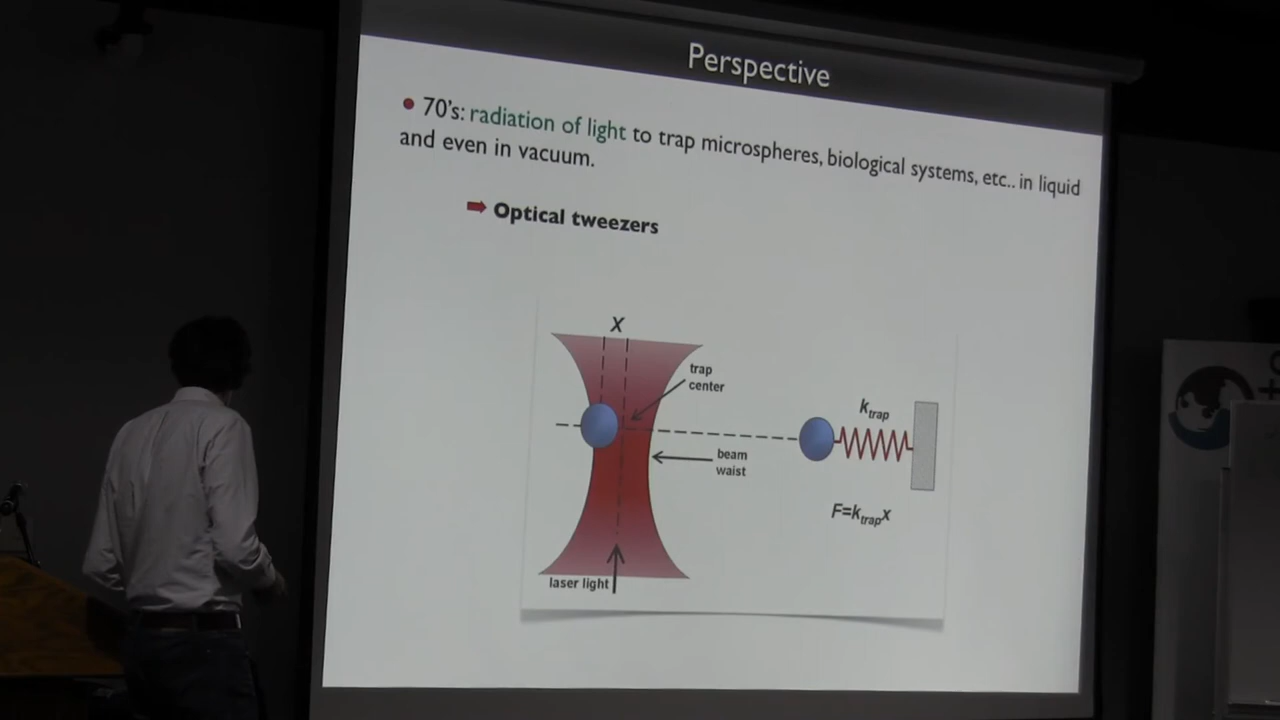 Perspective
• 70's: radiation of light to trap microspheres, biological systems, etc.. in liquid
and even in vacuum.
➡ Optical tweezers
X
trap
center
beam
waist
laser light
k_trap
F=k_trap x